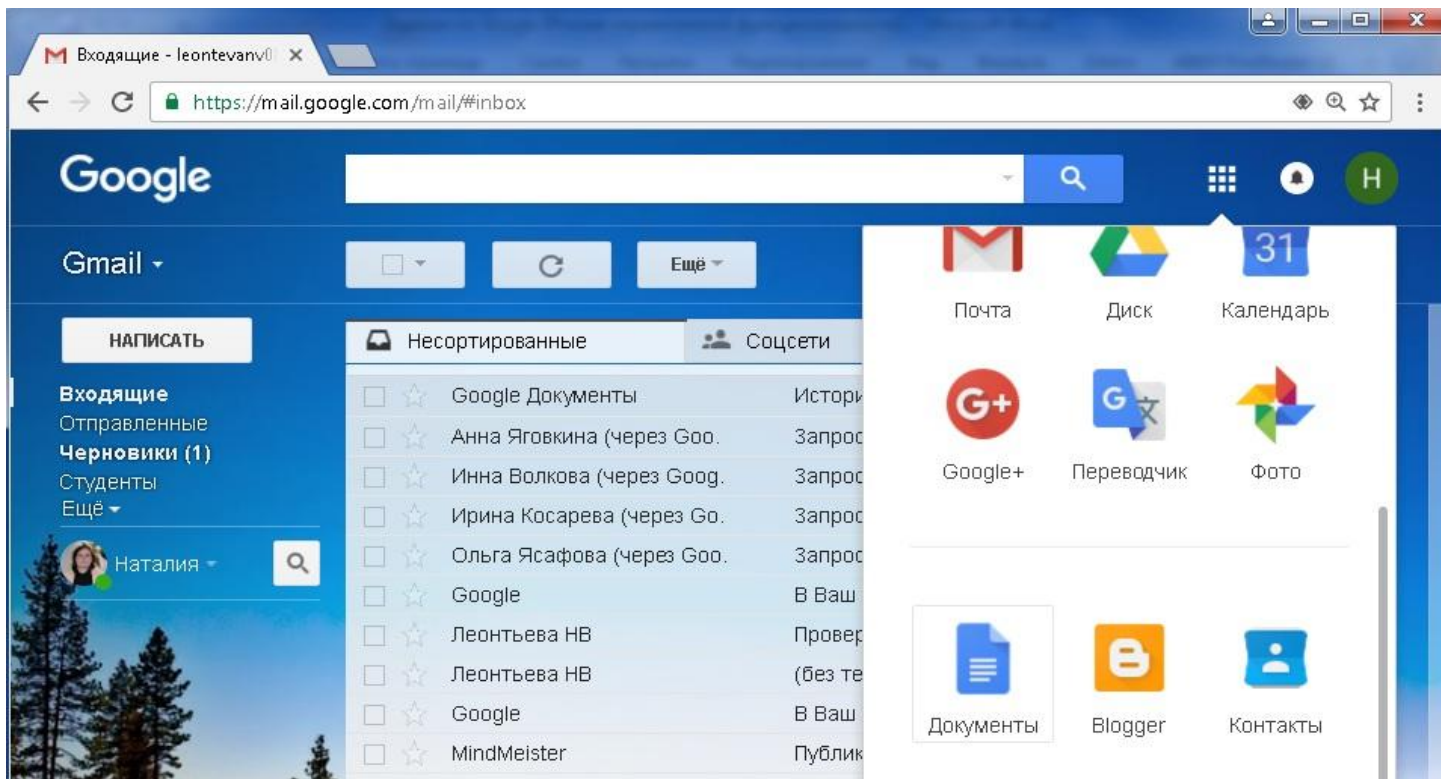 Входящие - leontevanv0
https://mail.google.com/mail/#inbox
Google
H
Gmail
Ещё
31
Почта
Диск
Календарь
НАПИСАТЬ
Несортированные
Соцсети
Входящие
Отправленные
Черновики (1)
Студенты
Ещё
Наталия
Google Документы
Истори
Анна Яговкина (через Goo.
Запрос
Инна Волкова (через Goog.
Запрос
Ирина Косарева (через Go.
Запрос
Ольга Ясафова (через Goo.
Запрос
Google
В Ваш
Леонтьева НВ
Провер
Леонтьева НВ
(без те
Google
В Ваш
MindMeister
Публик
G+
G
文
Google+
Переводчик
Фото
Документы
Blogger
Контакты